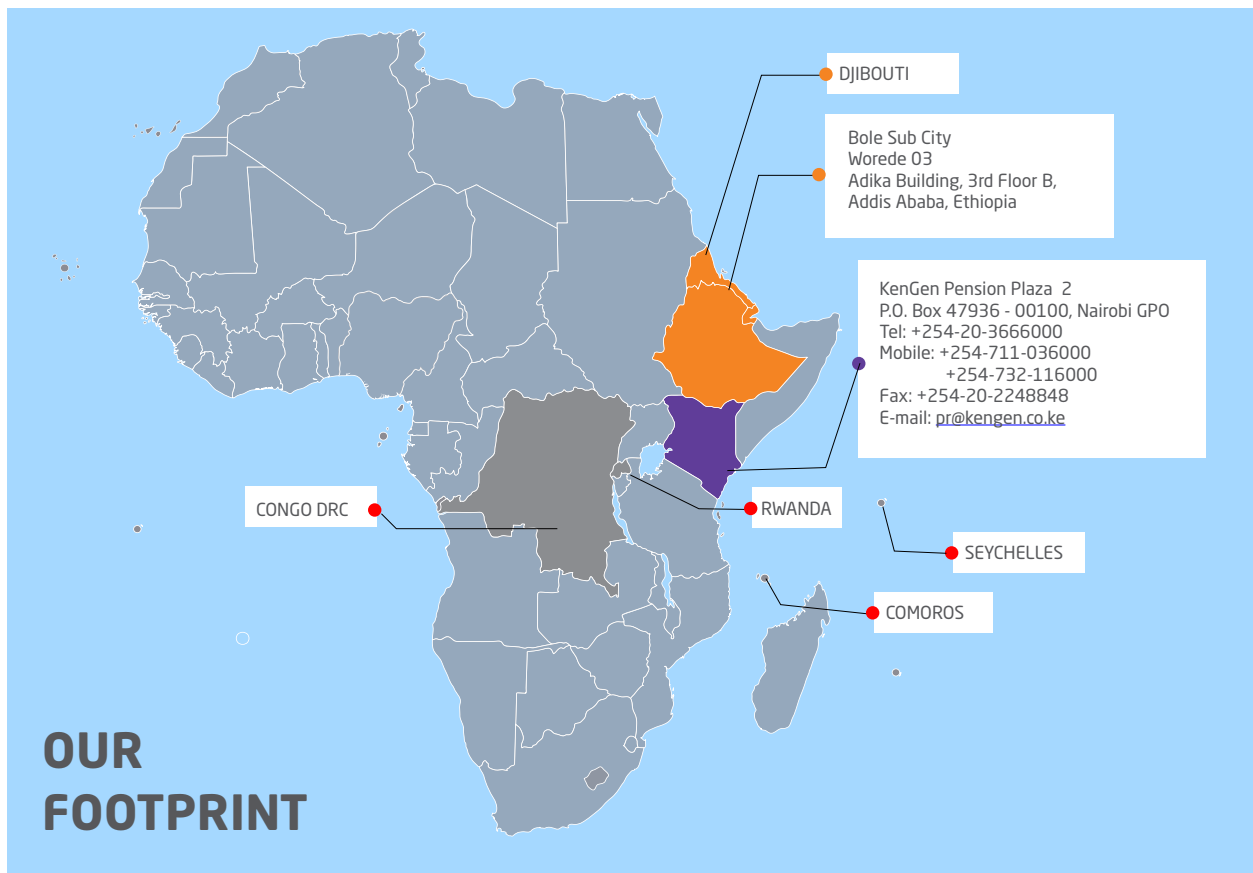 DJIBOUTI
Bole Sub City
Worede 03
Adika Building, 3rd Floor B,
Addis Ababa, Ethiopia
KenGen Pension Plaza 2
P.O. Box 47936 - 00100, Nairobi GPO
Tel: +254-20-3666000
Mobile: +254-711-036000
+254-732-116000
Fax: +254-20-2248848
E-mail: pr@kengen.co.ke
CONGO DRC
RWANDA
SEYCHELLES
COMOROS
OUR
FOOTPRINT